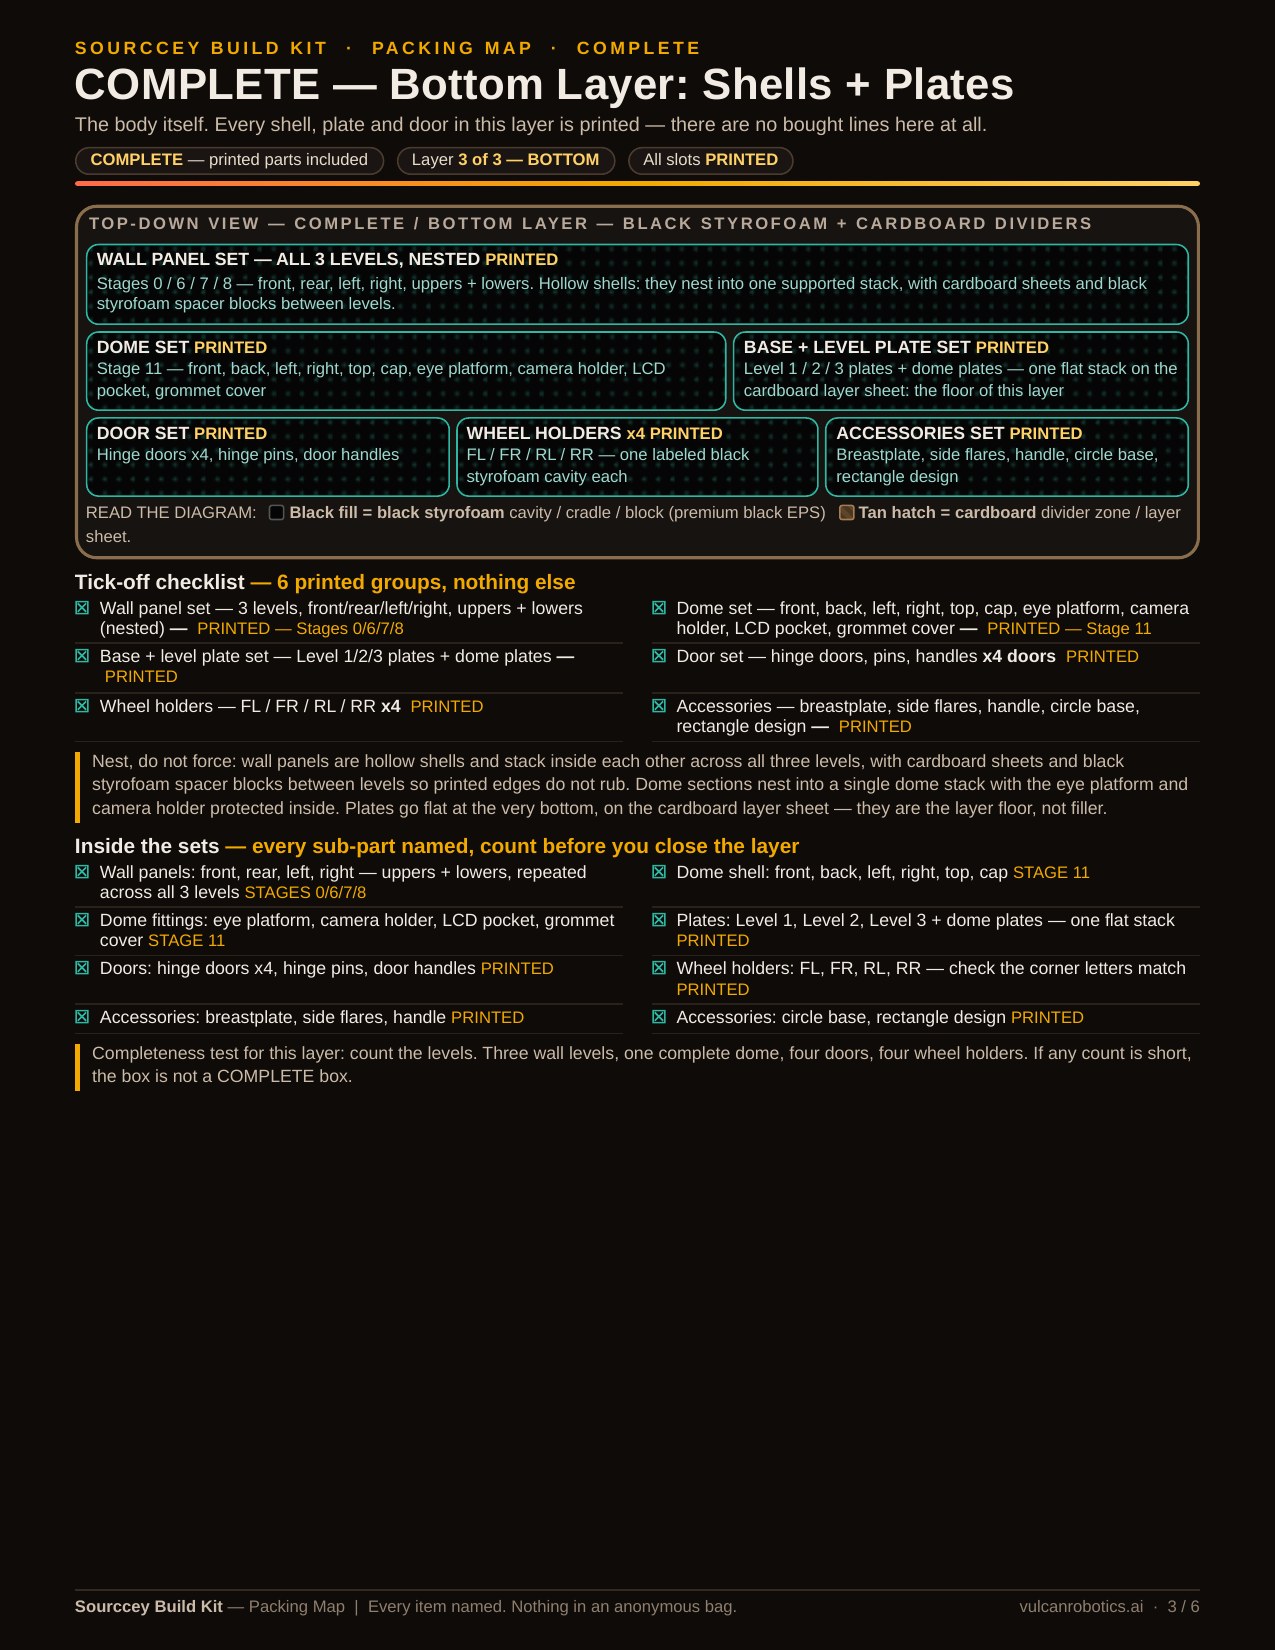 SOURCCEY BUILD KIT · PACKING MAP · COMPLETE
COMPLETE — Bottom Layer: Shells + Plates
The body itself. Every shell, plate and door in this layer is printed — there are no bought lines here at all.
COMPLETE — printed parts included
Layer 3 of 3 — BOTTOM
All slots PRINTED
TOP-DOWN VIEW — COMPLETE / BOTTOM LAYER — BLACK STYROFOAM + CARDBOARD DIVIDERS
WALL PANEL SET — ALL 3 LEVELS, NESTED PRINTED
Stages 0 / 6 / 7 / 8 — front, rear, left, right, uppers + lowers. Hollow shells: they nest into one supported stack, with cardboard sheets and black
styrofoam spacer blocks between levels.
DOME SET PRINTED
Stage 11 — front, back, left, right, top, cap, eye platform, camera holder, LCD
pocket, grommet cover
BASE + LEVEL PLATE SET PRINTED
Level 1 / 2 / 3 plates + dome plates — one flat stack on the
cardboard layer sheet: the floor of this layer
DOOR SET PRINTED
Hinge doors x4, hinge pins, door handles
WHEEL HOLDERS x4 PRINTED
FL / FR / RL / RR — one labeled black
styrofoam cavity each
ACCESSORIES SET PRINTED
Breastplate, side flares, handle, circle base,
rectangle design
READ THE DIAGRAM: Black fill = black styrofoam cavity / cradle / block (premium black EPS) Tan hatch = cardboard divider zone / layer
sheet.
Tick-off checklist — 6 printed groups, nothing else
☒ Wall panel set — 3 levels, front/rear/left/right, uppers + lowers
(nested) — PRINTED — Stages 0/6/7/8
☒ Dome set — front, back, left, right, top, cap, eye platform, camera
holder, LCD pocket, grommet cover — PRINTED — Stage 11
☒ Base + level plate set — Level 1/2/3 plates + dome plates —
PRINTED
☒ Door set — hinge doors, pins, handles x4 doors PRINTED
☒ Wheel holders — FL / FR / RL / RR x4 PRINTED
☒ Accessories — breastplate, side flares, handle, circle base,
rectangle design — PRINTED
Nest, do not force: wall panels are hollow shells and stack inside each other across all three levels, with cardboard sheets and black
styrofoam spacer blocks between levels so printed edges do not rub. Dome sections nest into a single dome stack with the eye platform and
camera holder protected inside. Plates go flat at the very bottom, on the cardboard layer sheet — they are the layer floor, not filler.
Inside the sets — every sub-part named, count before you close the layer
☒ Wall panels: front, rear, left, right — uppers + lowers, repeated
across all 3 levels STAGES 0/6/7/8
☒ Dome shell: front, back, left, right, top, cap STAGE 11
☒ Dome fittings: eye platform, camera holder, LCD pocket, grommet
cover STAGE 11
☒ Plates: Level 1, Level 2, Level 3 + dome plates — one flat stack
PRINTED
☒ Doors: hinge doors x4, hinge pins, door handles PRINTED
☒ Wheel holders: FL, FR, RL, RR — check the corner letters match
PRINTED
☒ Accessories: breastplate, side flares, handle PRINTED
☒ Accessories: circle base, rectangle design PRINTED
Completeness test for this layer: count the levels. Three wall levels, one complete dome, four doors, four wheel holders. If any count is short,
the box is not a COMPLETE box.
Sourccey Build Kit — Packing Map | Every item named. Nothing in an anonymous bag.
vulcanrobotics.ai · 3 / 6